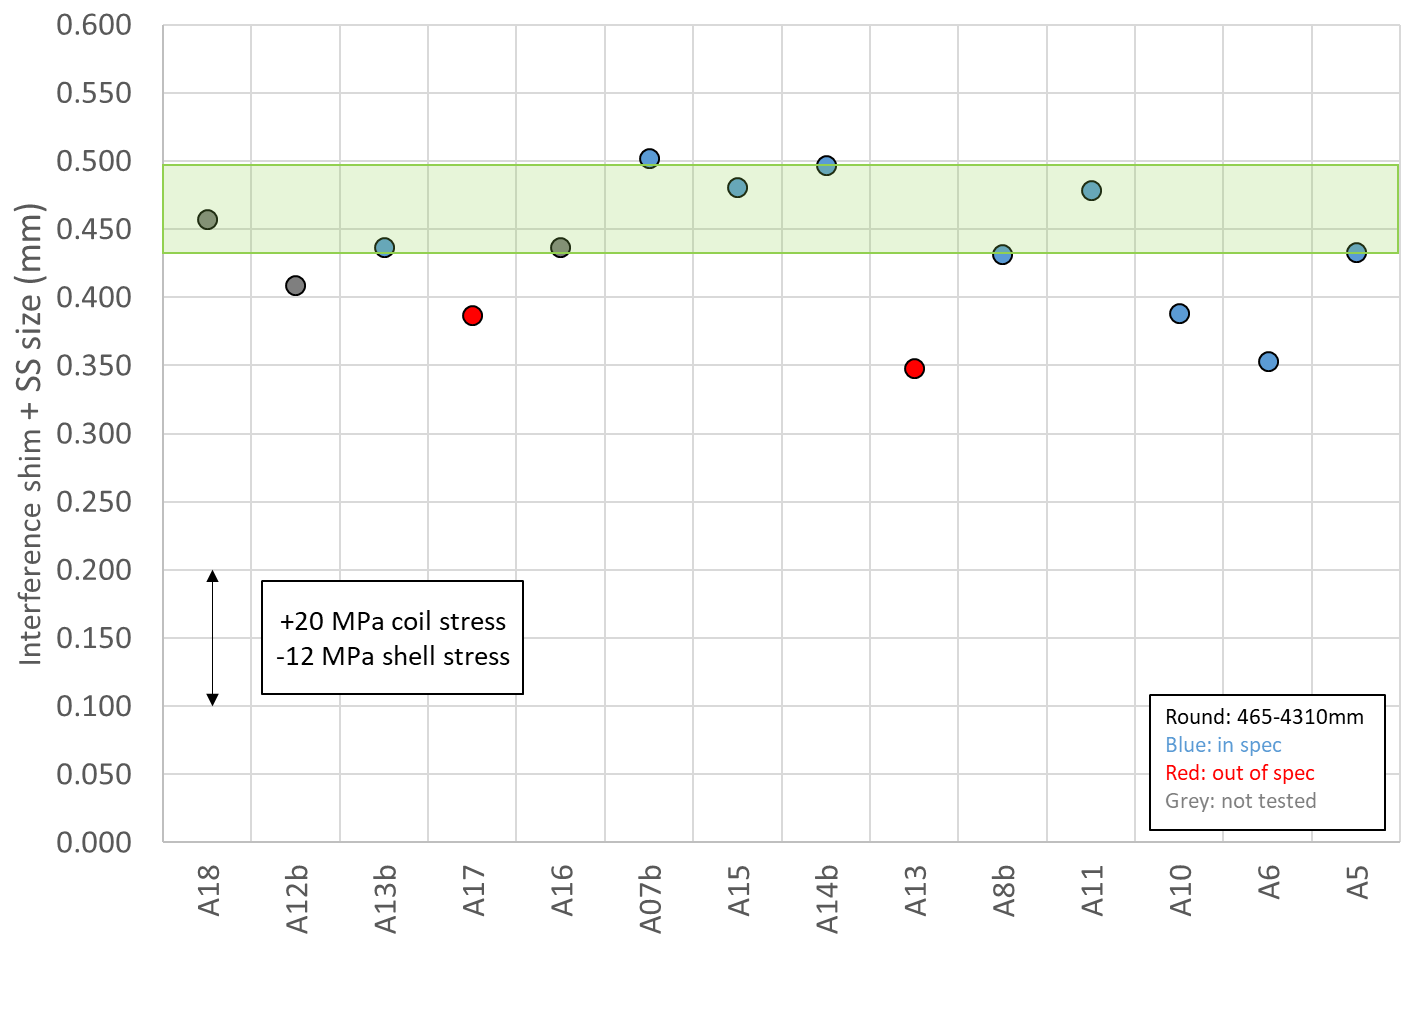 0.600
0.550
0.500
0.450
0.400
0.350
0.300
0.250
0.200
0.150
0.100
0.050
0.000
Interference shim + SS size (mm)
+20 MPa coil stress
-12 MPa shell stress
Round: 465-4310mm
Blue: in spec
Red: out of spec
Grey: not tested
A18
A12b
A13b
A17
A16
A07b
A15
A14b
A13
A8b
A11
A10
A6
A5